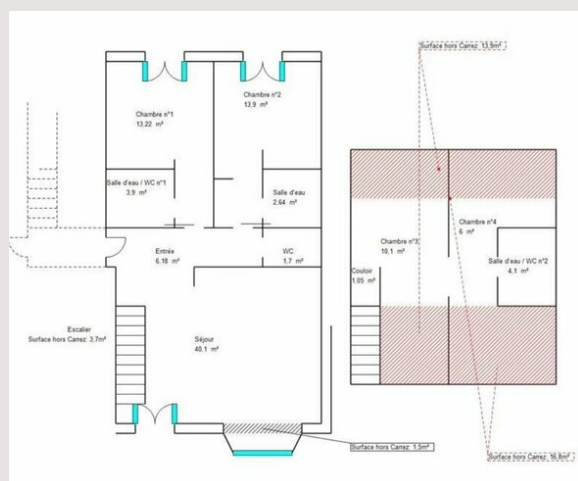 Surface hors Carrez: 13,9m²
Chambre n°1
13.22 m²
Chambre n°2
13,9 m²
Salle d'eau / WC n°1
3,9 m²
Salle d'eau
2.64 m²
Entrée
6.18 m²
WC
1.7 m²
Chambre n°4
6 m²
Chambre n°3
10,1 m²
Salle d'eau / WC n°2
4,1 m²
Couloir
1,05 m²
Escalier
Surface hors Carrez: 3,7m²
Séjour
40,1 m²
Surface hors Carrez: 1,5m²
Surface hors Carrez: 16,8m²